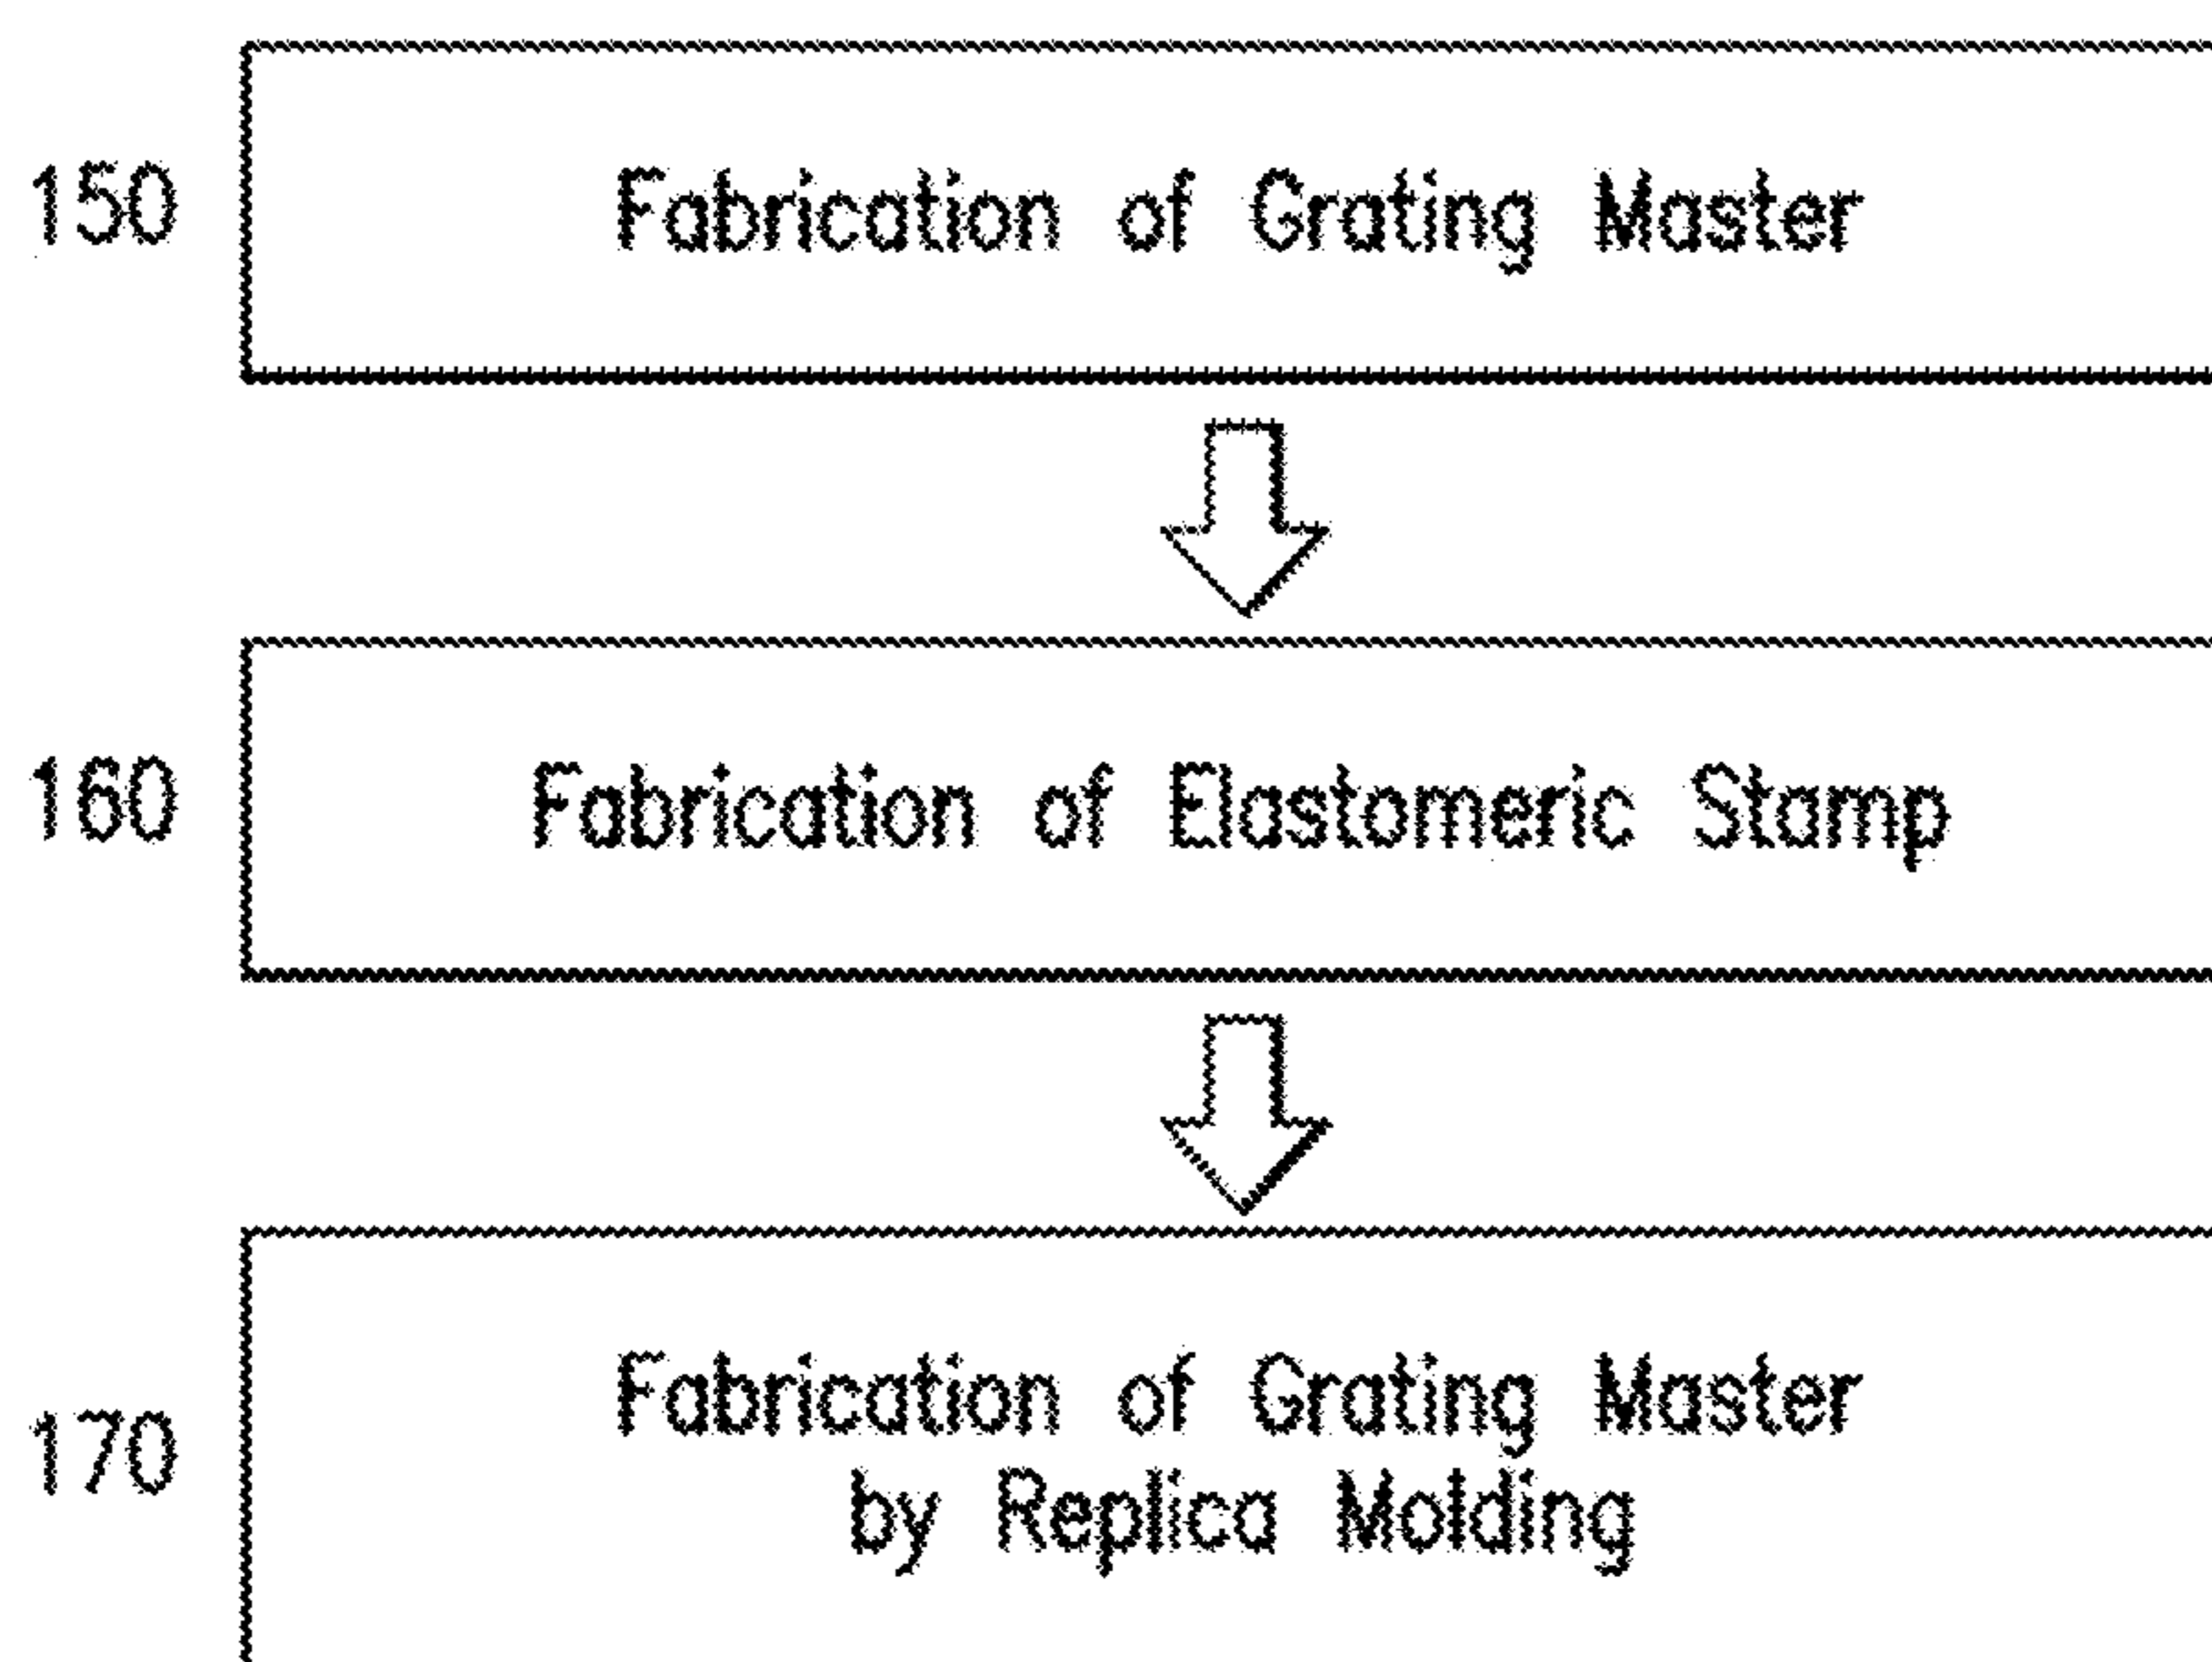 150 Fabrication of Grating Master
160 Fabrication of Elastomeric Stamp
Fabrication of Grating Master
170
by Replica Molding